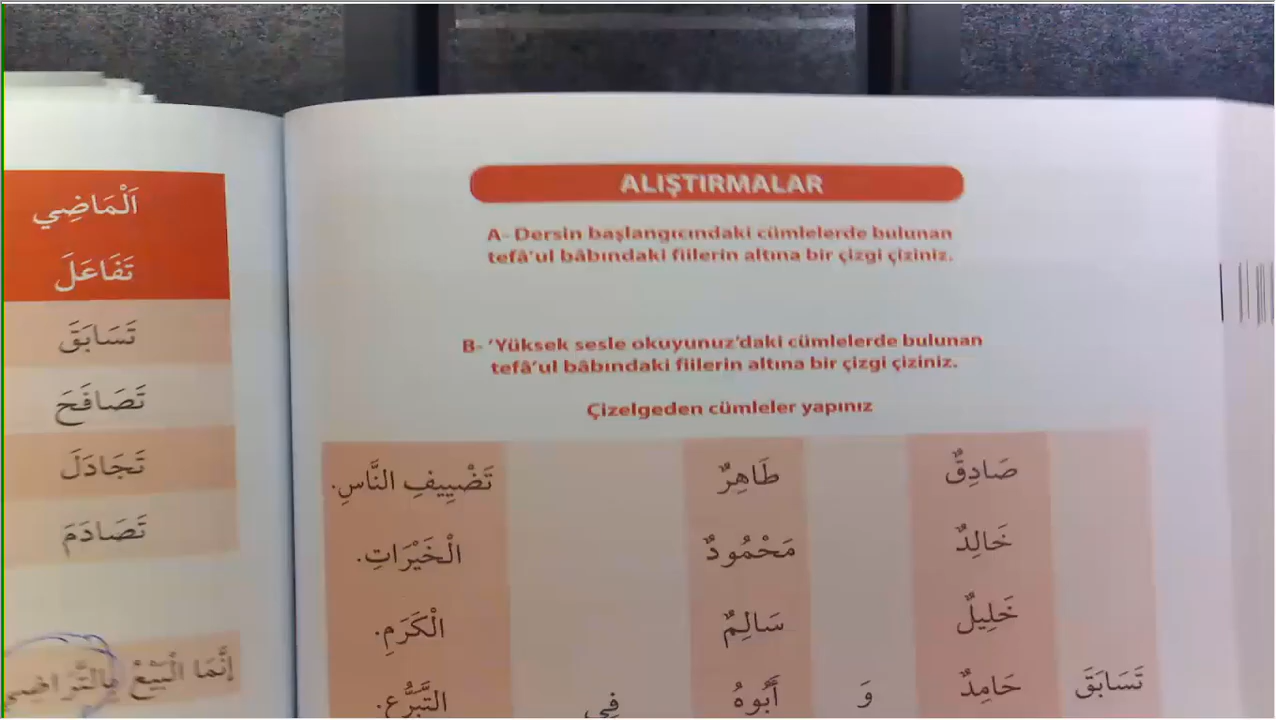 اَلْمَاضِي
تَفَاعَلَ
تَسَابَقَ
تَصَافَحَ
تَجَادَلَ
تَصَادَمَ
إِنَّمَا الْبَيْعُ بِالتَّرَاضِي
ALIŞTIRMALAR
A- Dersin başlangıcındaki cümlelerde bulunan
tefâ'ul bâbındaki fiilerin altına bir çizgi çiziniz.
B- 'Yüksek sesle okuyunuz'daki cümlelerde bulunan
tefâ'ul bâbındaki fiilerin altına bir çizgi çiziniz.
Çizelgeden cümleler yapınız
صَادِقٌ طَاهِرٌ تَضْيِيفِ النَّاسِ.
خَالِدٌ مَحْمُودٌ الْخَيْرَاتِ.
خَلِيلٌ سَالِمٌ الْكَرَمِ.
تَسَابَقَ حَامِدٌ وَ أَبُوهُ فِي التَّبَرُّعِ.